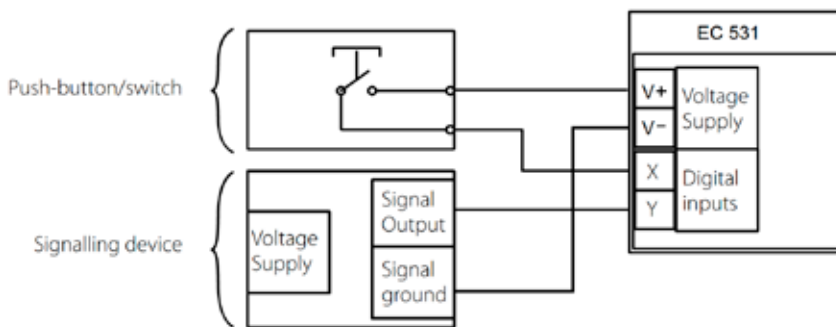 EC 531
Push-button/switch
V+
V-
Voltage
Supply
X
Y
Digital
inputs
Signalling device
Voltage
Supply
Signal
Output
Signal
ground